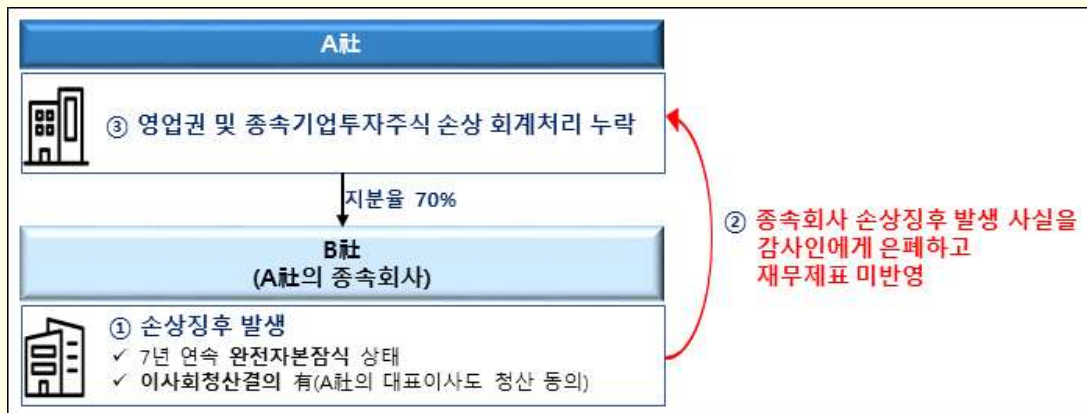 A社
③ 영업권 및 종속기업투자주식 손상 회계처리 누락
지분율 70%
B社
(A社의 종속회사)
① 손상징후 발생
✓ 7년 연속 완전자본잠식 상태
✓ 이사회청산결의 有(A社의 대표이사도 청산 동의)
② 종속회사 손상징후 발생 사실을
감사인에게 은폐하고
재무제표 미반영